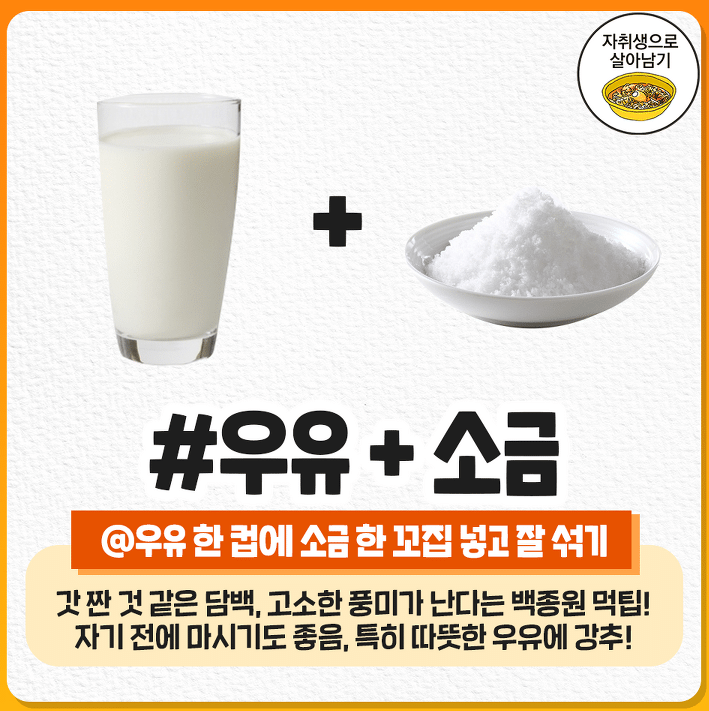 자취생으로
살아남기
+
#우유 + 소금
@우유 한 컵에 소금 한 꼬집 넣고 잘 섞기
갓 짠 것 같은 담백, 고소한 풍미가 난다는 백종원 먹팁!
자기 전에 마시기도 좋음, 특히 따뜻한 우유에 강추!